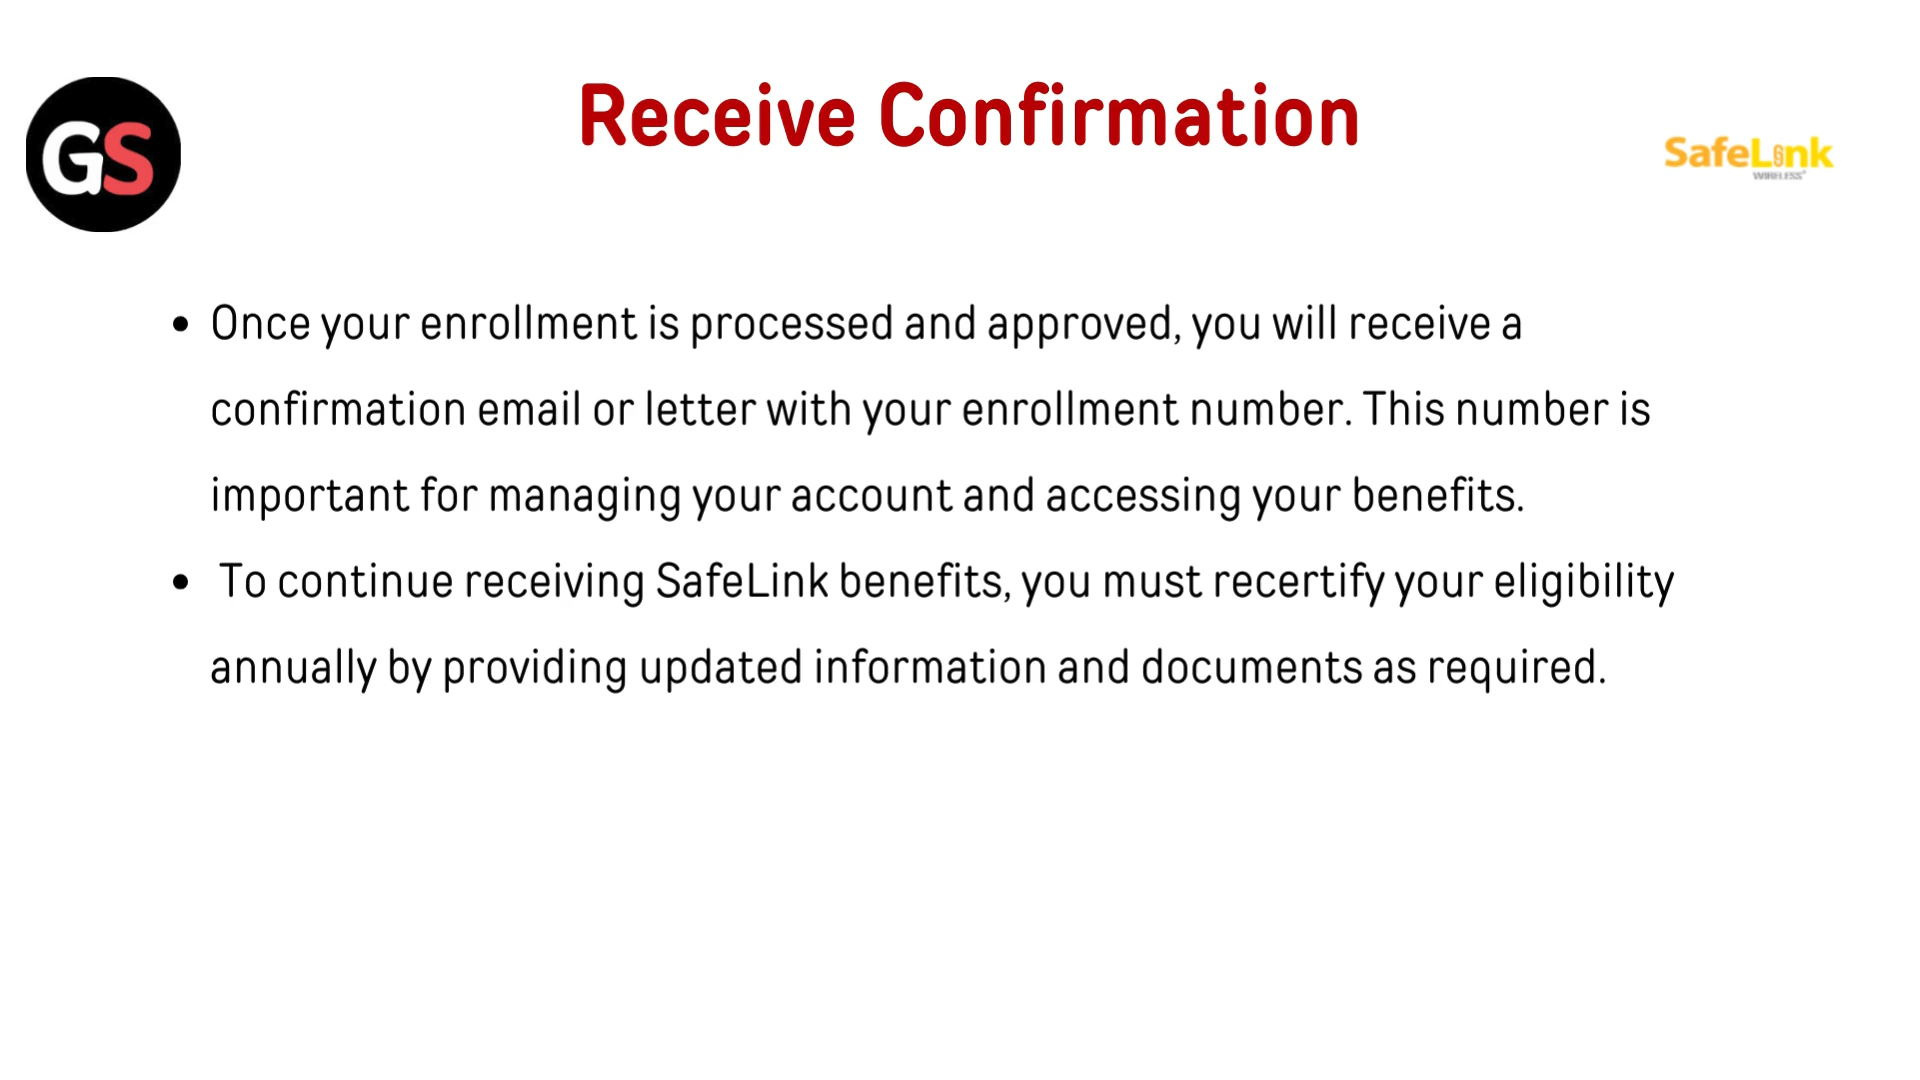 GS
Receive Confirmation
SafeLink
WIRELESS
• Once your enrollment is processed and approved, you will receive a
confirmation email or letter with your enrollment number. This number is
important for managing your account and accessing your benefits.
• To continue receiving SafeLink benefits, you must recertify your eligibility
annually by providing updated information and documents as required.